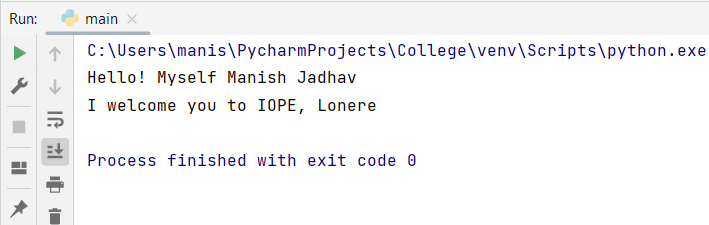 Run: main
C:\Users\manis\PycharmProjects\College\venv\Scripts\python.exe
Hello! Myself Manish Jadhav
I welcome you to IOPE, Lonere
Process finished with exit code 0